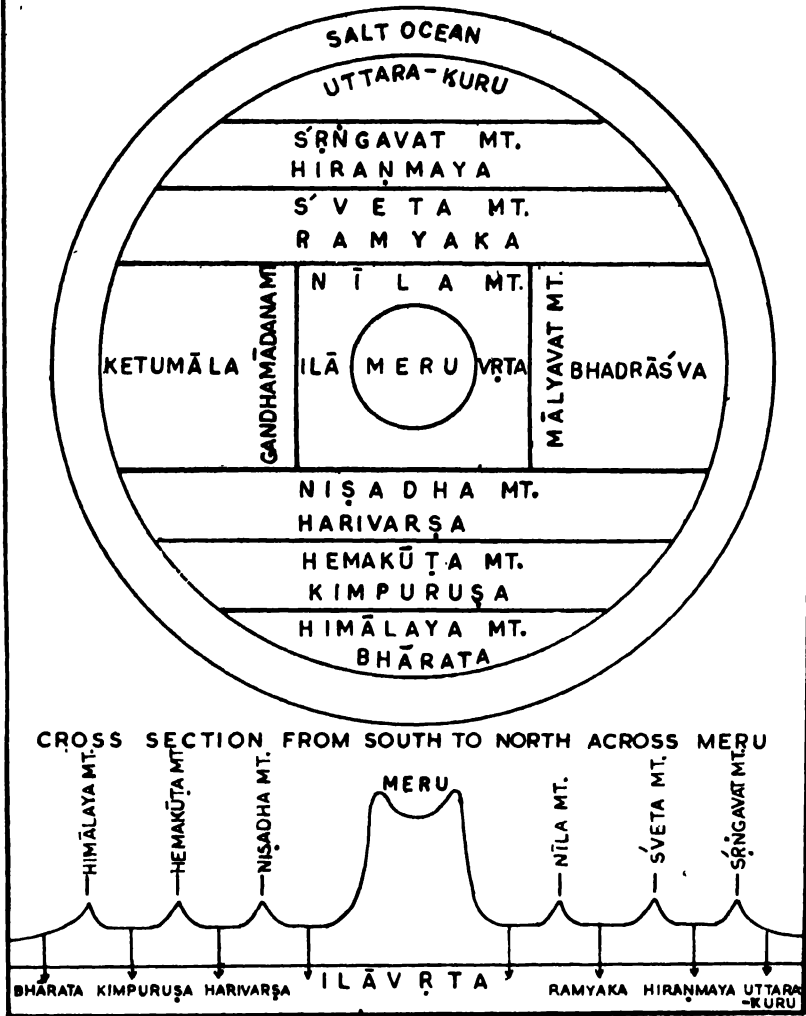 SALT OCEAN
UTTARA-KURU
ŚṚṄGAVAT MT.
HIRAṆMAYA
ŚVETA MT.
RAMYAKA
NĪLA MT.
GANDHAMĀDANA MT
MĀLYAVAT MT.
KETUMĀLA
ILĀ
MERU
VṚTA
BHADRĀŚVA
NIṢADHA MT.
HARIVARṢA
HEMAKŪṬA MT.
KIMPURUṢA
HIMĀLAYA MT.
BHĀRATA
CROSS SECTION FROM SOUTH TO NORTH ACROSS MERU
HIMĀLAYA MT.
HEMAKŪṬA MT
NIṢADHA MT.
MERU
NĪLA MT.
ŚVETA MT.
ŚṚṄGAVAT MT.
ILĀVṚTA
BHĀRATA KIMPURUṢA HARIVARṢA
RAMYAKA HIRAṆMAYA UTTARA
-KURU